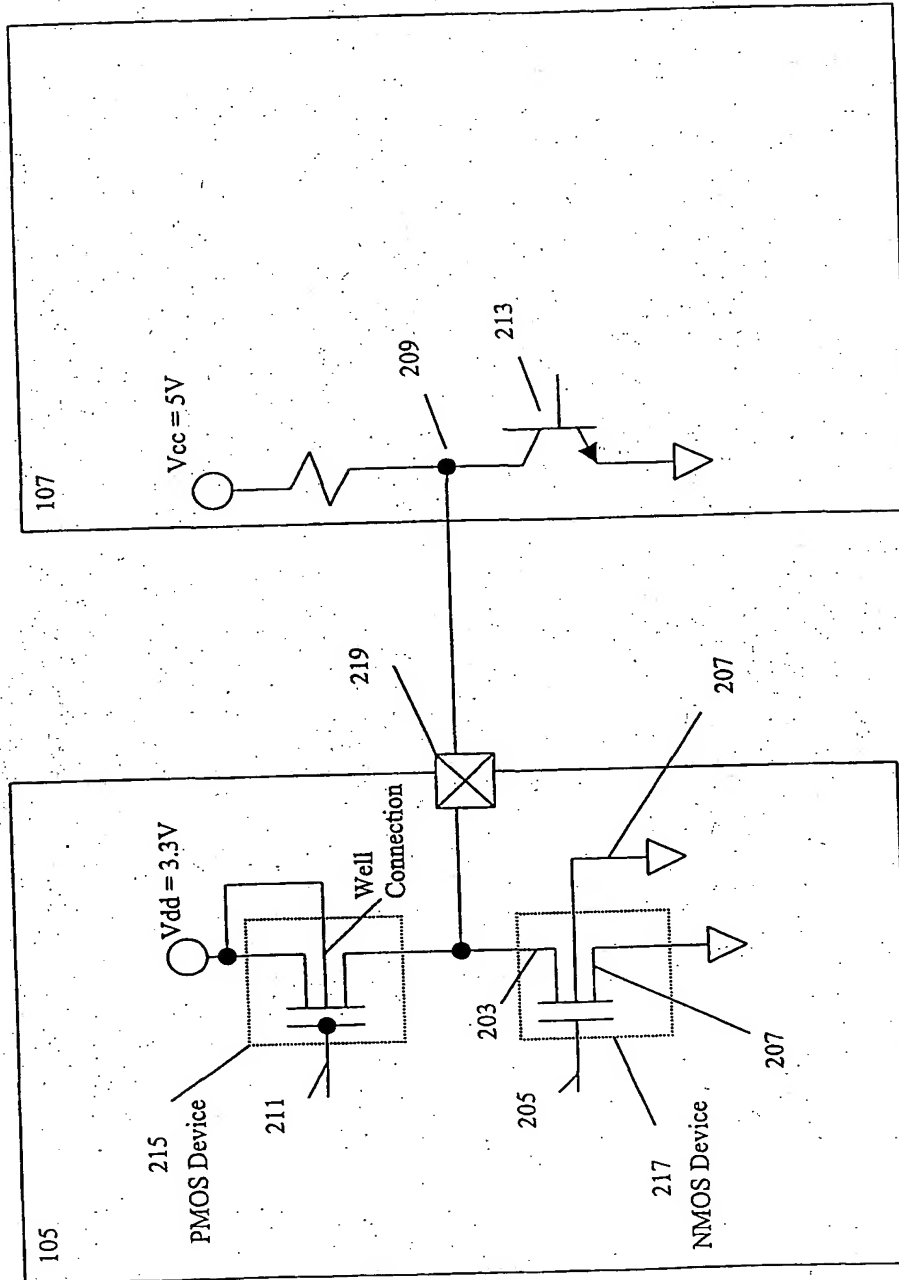 105
215
PMOS Device
211
Vdd = 3.3V
Well
Connection
203
205
207
207
217
NMOS Device
219
107
Vcc = 5V
209
213